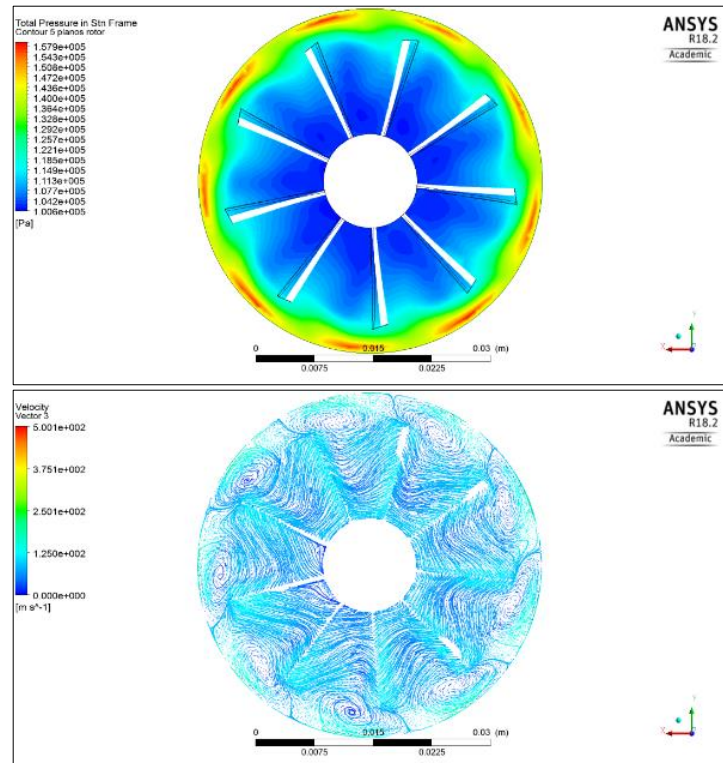 Total Pressure in Stn Frame
Contour 5 planos rotor
1.579e+005
1.543e+005
1.508e+005
1.472e+005
1.436e+005
1.400e+005
1.364e+005
1.328e+005
1.292e+005
1.257e+005
1.221e+005
1.185e+005
1.149e+005
1.113e+005
1.077e+005
1.042e+005
1.006e+005
[Pa]
ANSYS
R18.2
Academic
0 0.015 0.03 (m)
0.0075 0.0225
Y
X
Velocity
Vector 3
5.001e+002
3.751e+002
2.501e+002
1.250e+002
0.000e+000
[m s^-1]
ANSYS
R18.2
Academic
0 0.015 0.03 (m)
0.0075 0.0225
Y
X